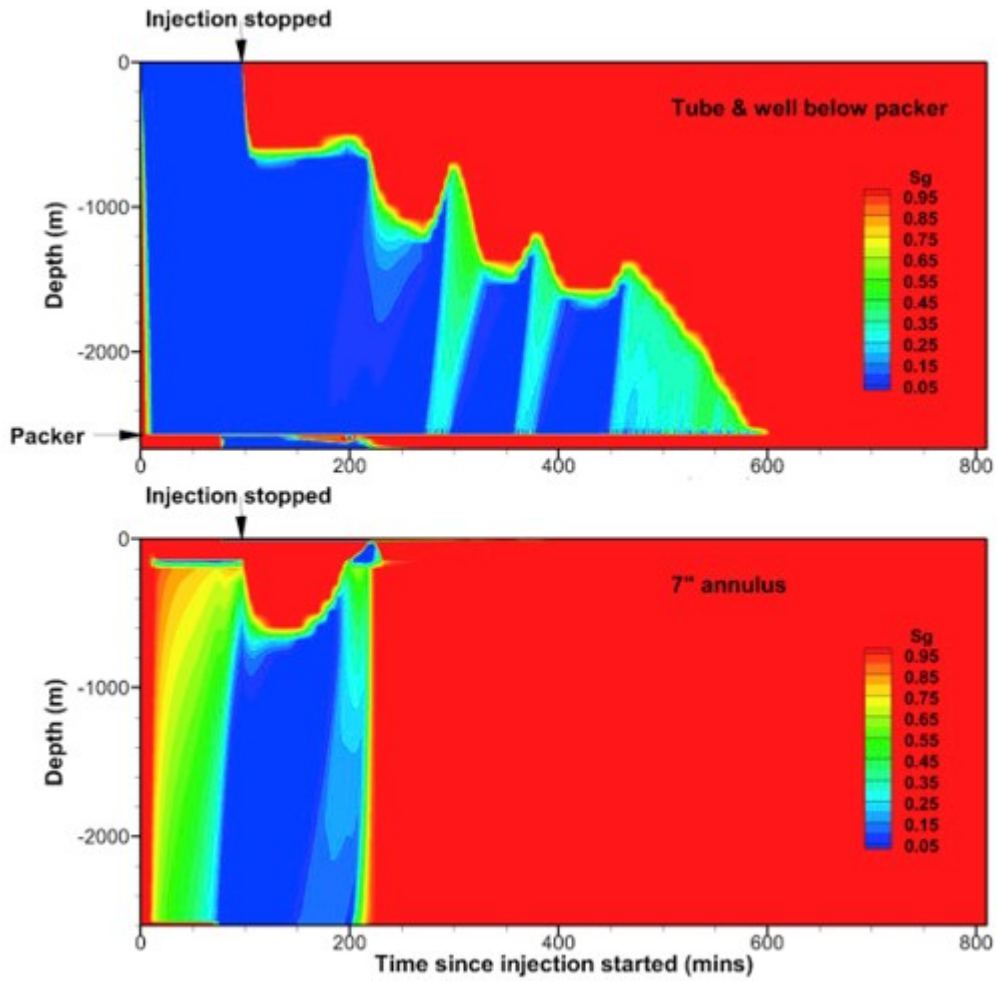 Injection stopped
0
Tube & well below packer
Sg
0.95
0.85
0.75
0.65
0.55
0.45
0.35
0.25
0.15
0.05
Depth (m)
-1000
-2000
Packer
0 200 400 600 800
Injection stopped
0
7" annulus
Sg
0.95
0.85
0.75
0.65
0.55
0.45
0.35
0.25
0.15
0.05
Depth (m)
-1000
-2000
0 200 400 600 800
Time since injection started (mins)